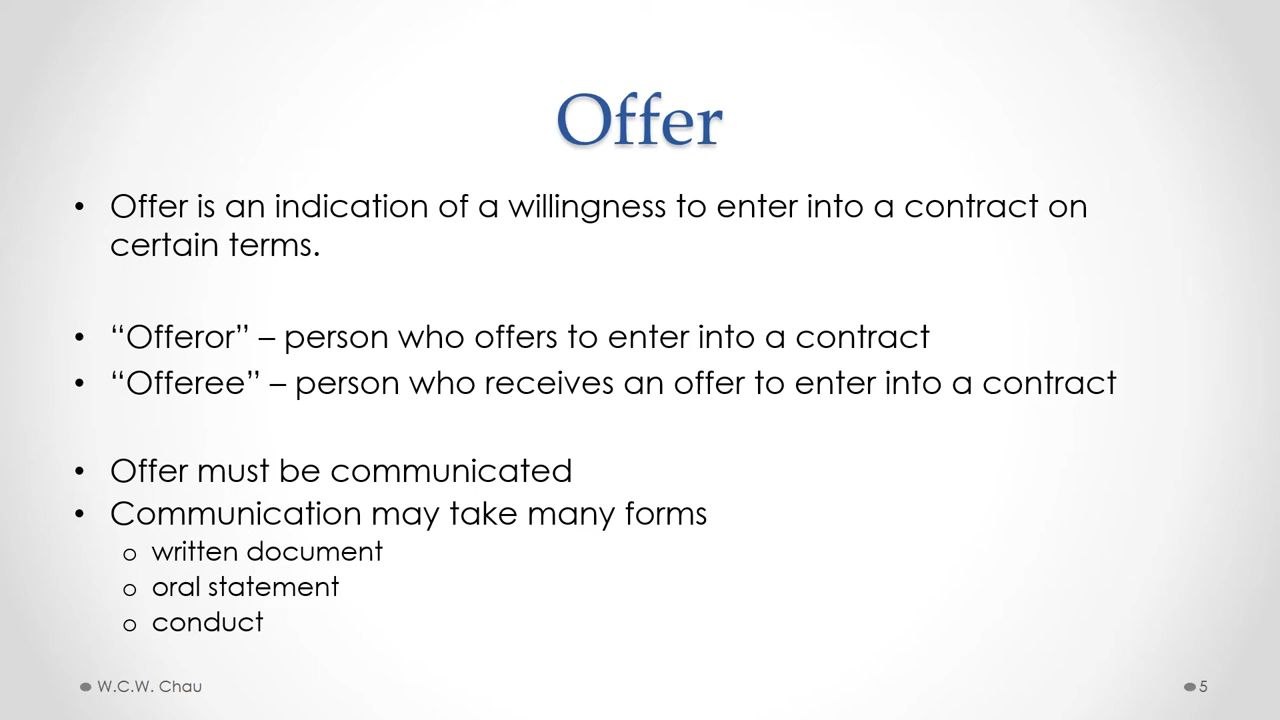 Offer
• Offer is an indication of a willingness to enter into a contract on
certain terms.
• “Offeror” – person who offers to enter into a contract
• “Offeree” – person who receives an offer to enter into a contract
• Offer must be communicated
• Communication may take many forms
o written document
o oral statement
o conduct
W.C.W. Chau
5